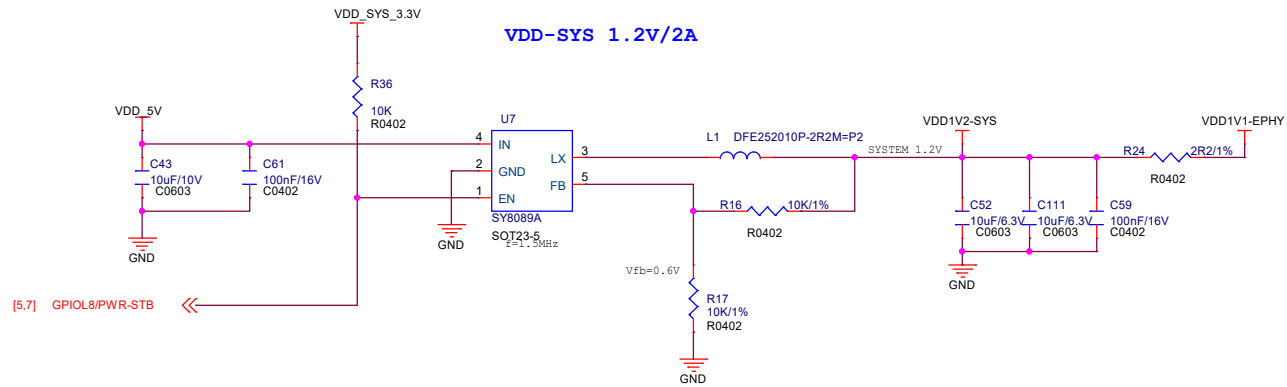 VDD_SYS_3.3V
VDD-SYS 1.2V/2A
R36
10K
R0402
VDD_5V
U7
VDD1V2-SYS
VDD1V1-EPHY
4 IN
L1 DFE252010P-2R2M=P2
C43
10uF/10V
C0603
C61
100nF/16V
C0402
2 GND
LX 3
SYSTEM 1.2V
R24 2R2/1%
R0402
FB 5
1 EN
SY8089A
SOT23-5
f=1.5MHz
R16 10K/1%
R0402
C52
10uF/6.3V
C0603
C111
10uF/6.3V
C0603
C59
100nF/16V
C0402
GND
GND
Vfb=0.6V
GND
[5,7] GPIOL8/PWR-STB
R17
10K/1%
R0402
GND